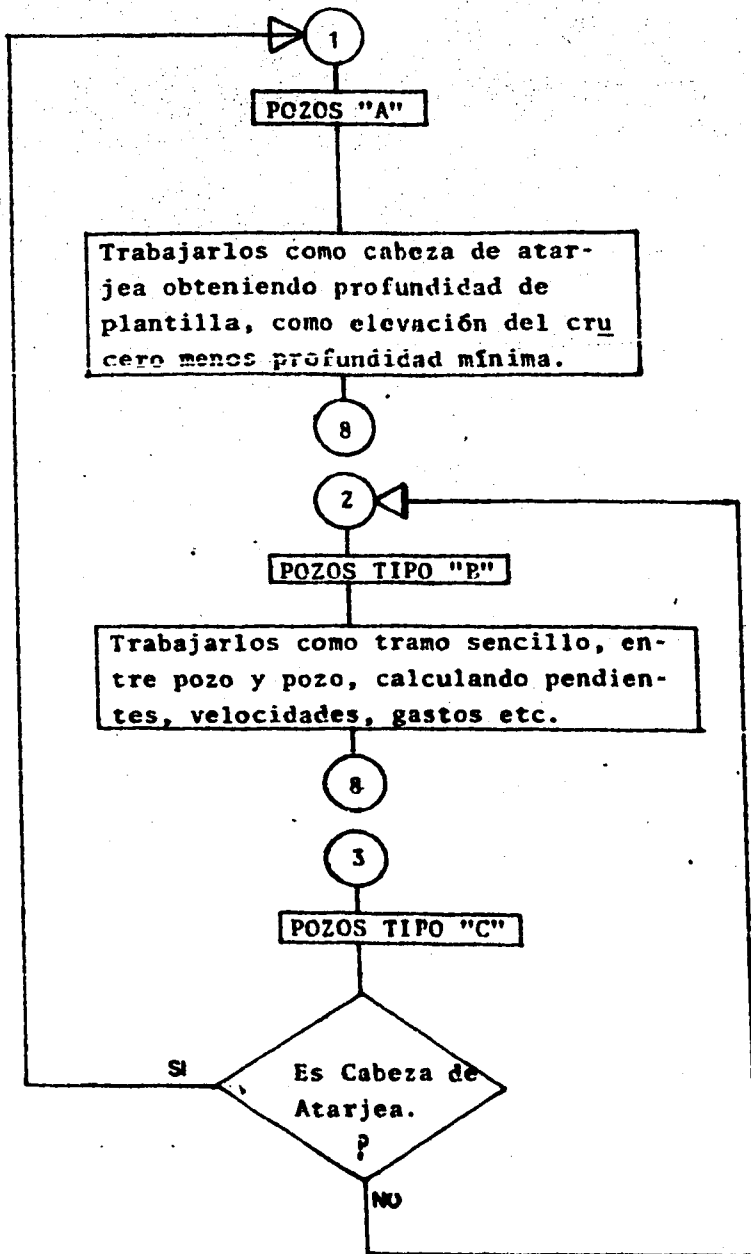 1
POZOS "A"
Trabajarlos como cabeza de atar-
jea obteniendo profundidad de
plantilla, como elevación del cru
cero menos profundidad mínima.
8
2
POZOS TIPO "B"
Trabajarlos como tramo sencillo, en-
tre pozo y pozo, calculando pendien-
tes, velocidades, gastos etc.
8
3
POZOS TIPO "C"
SI
Es Cabeza de
Atarjea.
?
NO